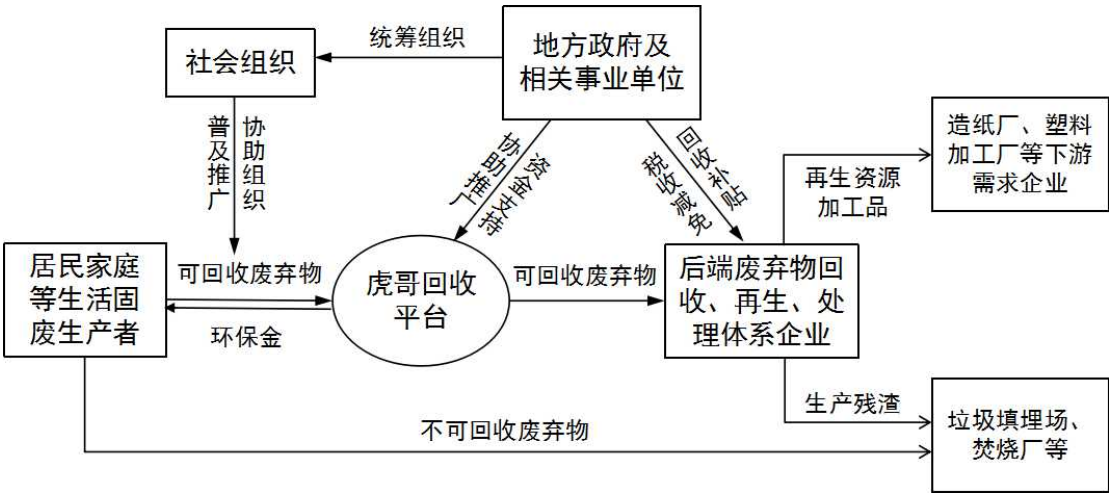 统筹组织
社会组织
地方政府及
相关事业单位
普及推广
协助组织
协助推广
资金支持
税收减免
回收补贴
造纸厂、塑料
加工厂等下游
需求企业
再生资源
加工品
居民家庭
等生活固
废生产者
可回收废弃物
环保金
虎哥回收
平台
可回收废弃物
后端废弃物回
收、再生、处
理体系企业
生产残渣
不可回收废弃物
垃圾填埋场、
焚烧厂等